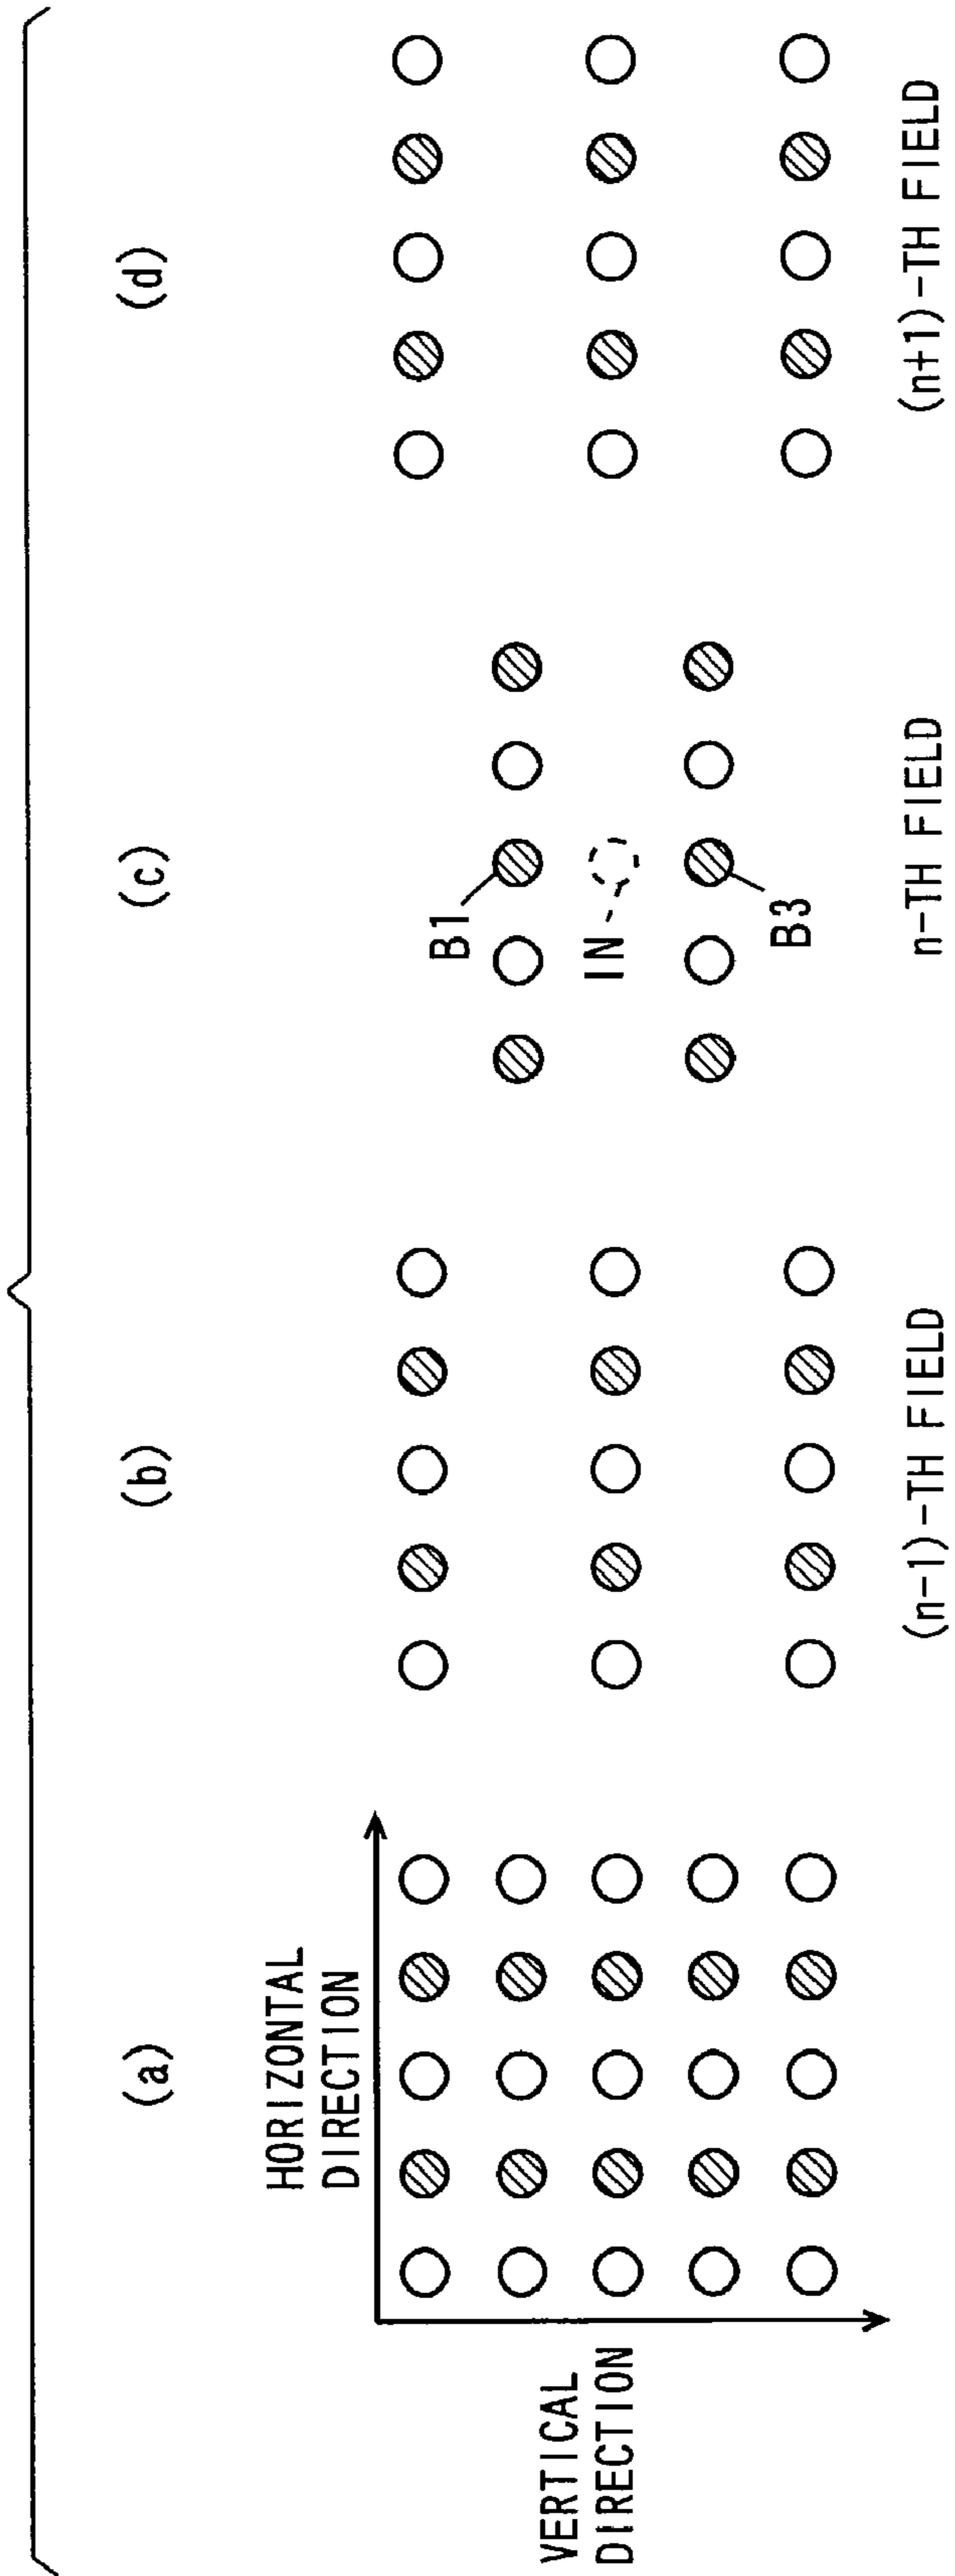 (a)
HORIZONTAL
DIRECTION
VERTICAL
DIRECTION
(b)
(n-1)-TH FIELD
(c)
B1
IN
B3
n-TH FIELD
(d)
(n+1)-TH FIELD